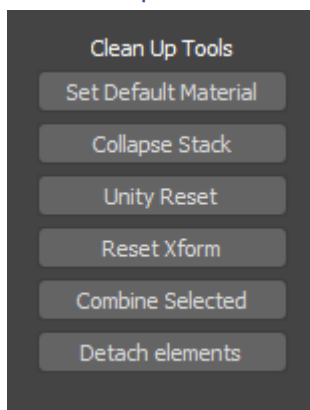 Clean Up Tools
Set Default Material
Collapse Stack
Unity Reset
Reset Xform
Combine Selected
Detach elements